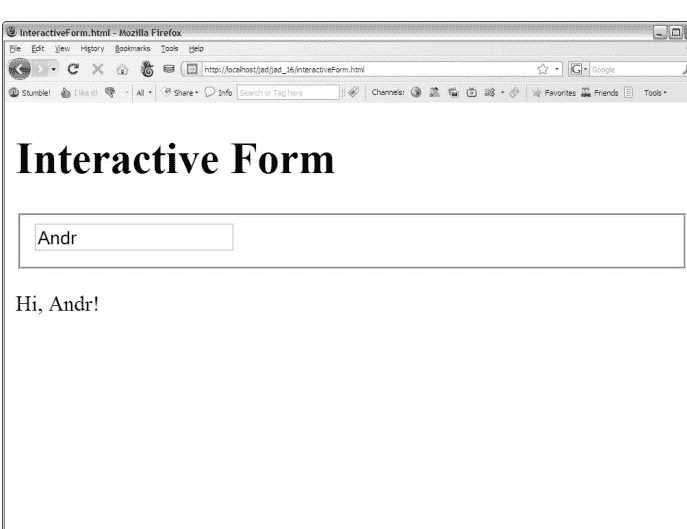 InteractiveForm.html - Mozilla Firefox
File Edit View History Bookmarks Tools Help
http://localhost/jad/jad_16/interactiveForm.html Google
Stumble! I like it! All Share Info Search or Tag here Channels: Favorites Friends Tools
Interactive Form
Andr
Hi, Andr!